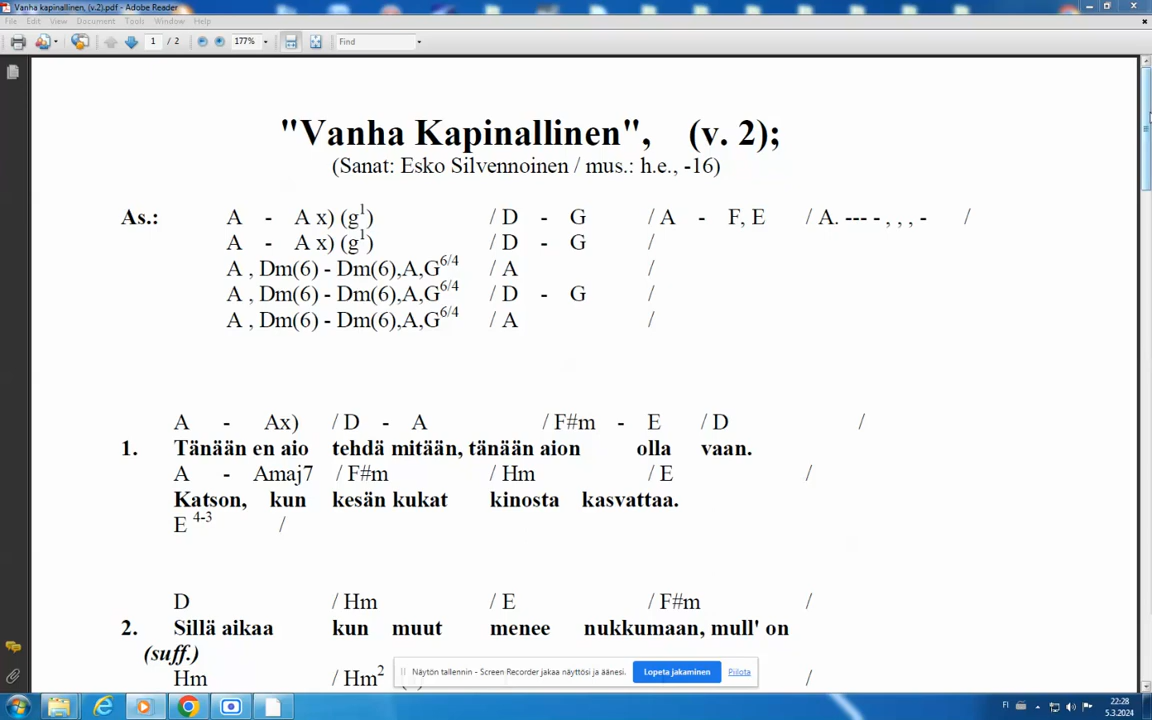 Vanha kapinallinen, (v.2).pdf - Adobe Reader
File Edit View Document Tools Window Help
1 / 2 177% Find
"Vanha Kapinallinen", (v. 2);
(Sanat: Esko Silvennoinen / mus.: h.e., -16)
As.: A - A x) (g1) / D - G / A - F, E / A. --- - , , , - /
A - A x) (g1) / D - G /
A , Dm(6) - Dm(6),A,G6/4 / A /
A , Dm(6) - Dm(6),A,G6/4 / D - G /
A , Dm(6) - Dm(6),A,G6/4 / A /
A - Ax) / D - A / F#m - E / D /
1. Tänään en aio tehdä mitään, tänään aion olla vaan.
A - Amaj7 / F#m / Hm / E /
Katson, kun kesän kukat kinosta kasvattaa.
E 4-3 /
D / Hm / E / F#m /
2. Sillä aikaa kun muut menee nukkumaan, mull' on
(suff.)
Hm / Hm2 /
Näytön tallennin - Screen Recorder jakaa näyttösi ja äänesi. Lopeta jakaminen Piilota
FI 22:28
5.3.2024